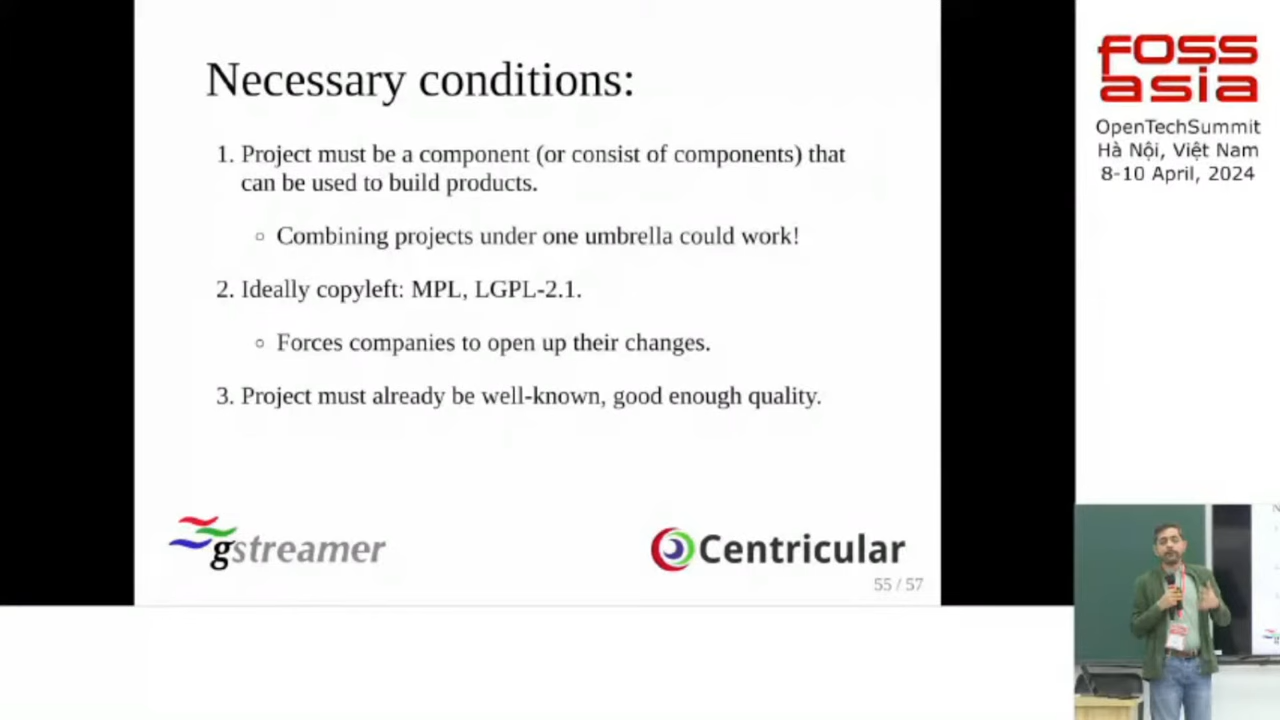 Necessary conditions:
1. Project must be a component (or consist of components) that
can be used to build products.
○ Combining projects under one umbrella could work!
2. Ideally copyleft: MPL, LGPL-2.1.
○ Forces companies to open up their changes.
3. Project must already be well-known, good enough quality.
gstreamer
Centricular
55 / 57
FOSS
asia
OpenTechSummit
Hà Nội, Việt Nam
8-10 April, 2024